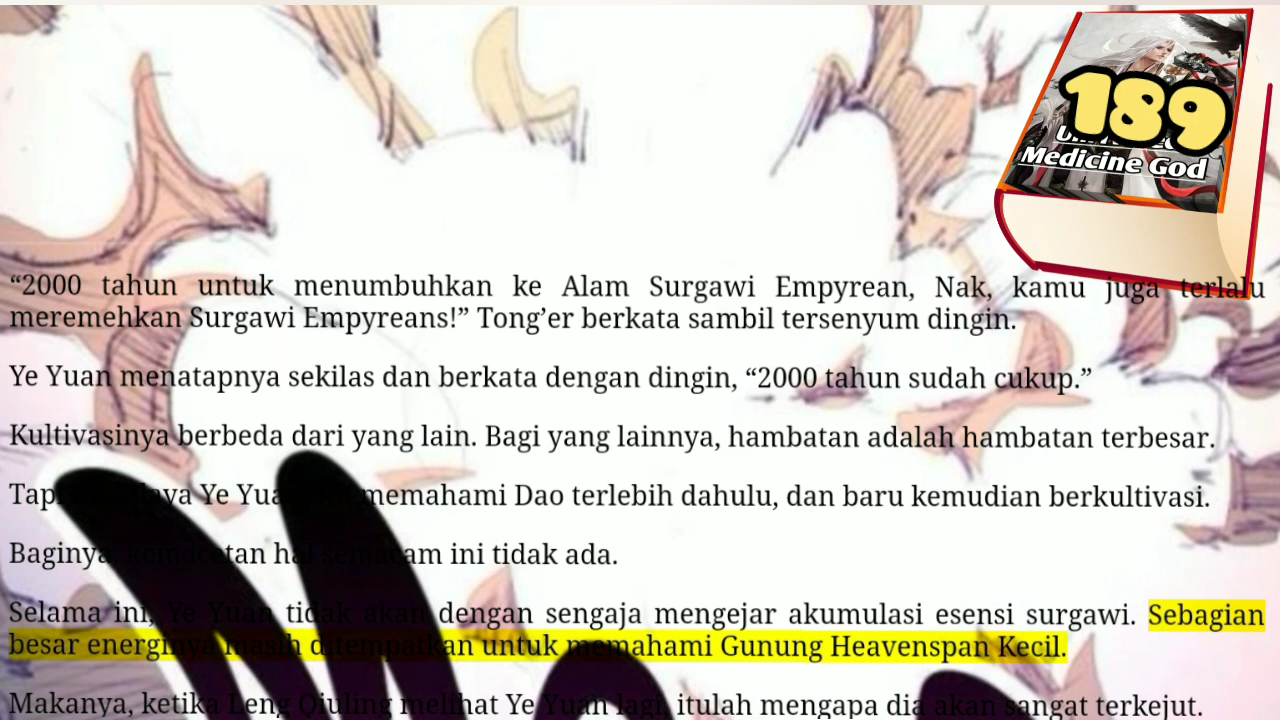 189
Medicine God
“2000 tahun untuk menumbuhkan ke Alam Surgawi Empyrean, Nak, kamu juga terlalu
meremehkan Surgawi Empyreans!” Tong’er berkata sambil tersenyum dingin.
Ye Yuan menatapnya sekilas dan berkata dengan dingin, “2000 tahun sudah cukup.”
Kultivasinya berbeda dari yang lain. Bagi yang lainnya, hambatan adalah hambatan terbesar.
Ye memahami Dao terlebih dahulu, dan baru kemudian berkultivasi.
Baginya, kemacetan hal semacam ini tidak ada.
Selama ini, Ye Yuan tidak akan dengan sengaja mengejar akumulasi esensi surgawi. Sebagian
besar energinya masih ditempatkan untuk memahami Gunung Heavenspan Kecil.
Makanya, ketika Leng Qiuling melihat Ye Yuan lagi, itulah mengapa dia akan sangat terkejut.